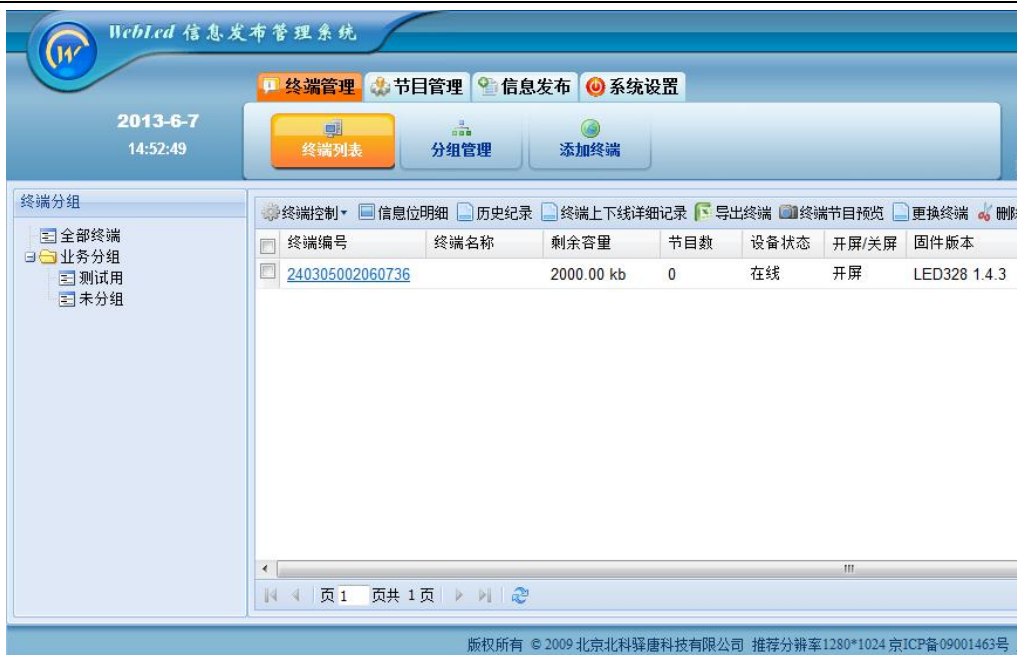 WebLed 信息发布管理系统
终端管理 节目管理 信息发布 系统设置
2013-6-7
14:52:49
终端列表 分组管理 添加终端
终端分组
全部终端
业务分组
测试用
未分组
终端控制 信息位明细 历史纪录 终端上下线详细记录 导出终端 终端节目预览 更换终端 删除
终端编号 终端名称 剩余容量 节目数 设备状态 开屏/关屏 固件版本
240305002060736 2000.00 kb 0 在线 开屏 LED328 1.4.3
页 1 页共 1 页
版权所有 © 2009 北京北科驿唐科技有限公司 推荐分辨率1280*1024 京ICP备09001463号